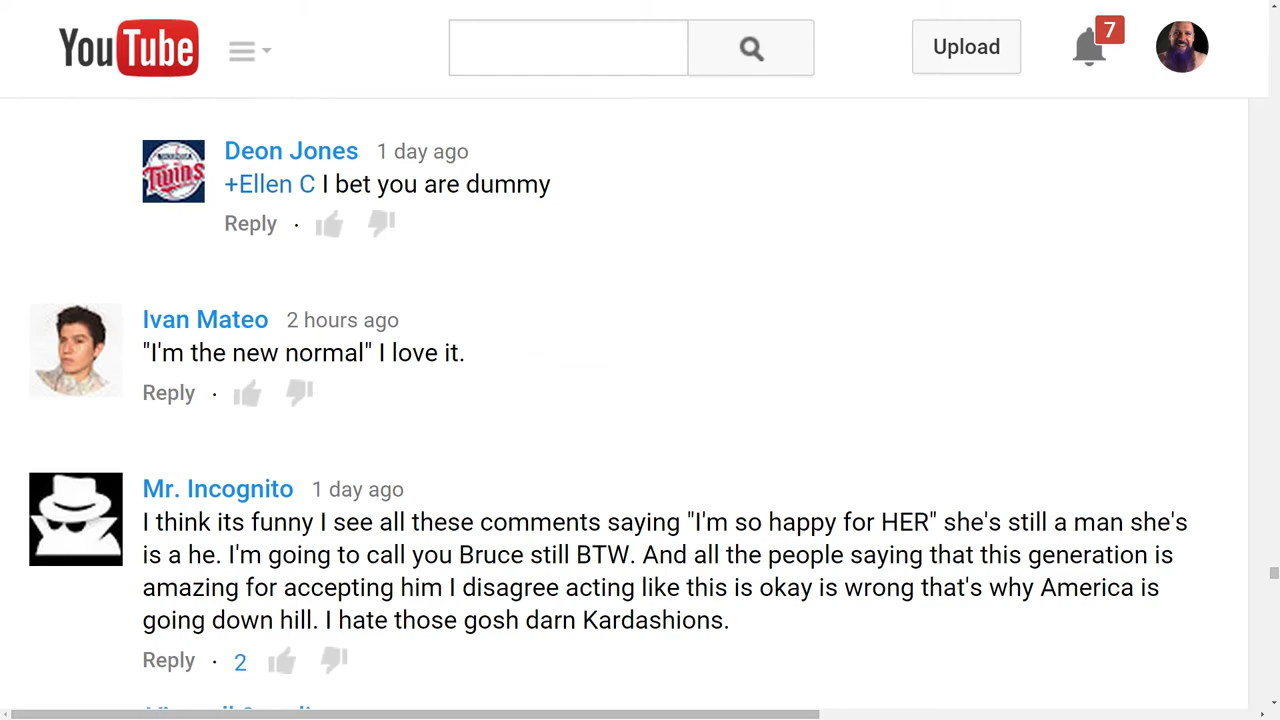 YouTube
Upload
7
Deon Jones 1 day ago
+Ellen C I bet you are dummy
Reply ·
Twins
Ivan Mateo 2 hours ago
"I'm the new normal" I love it.
Reply ·
Mr. Incognito 1 day ago
I think its funny I see all these comments saying "I'm so happy for HER" she's still a man she's
is a he. I'm going to call you Bruce still BTW. And all the people saying that this generation is
amazing for accepting him I disagree acting like this is okay is wrong that's why America is
going down hill. I hate those gosh darn Kardashions.
Reply · 2